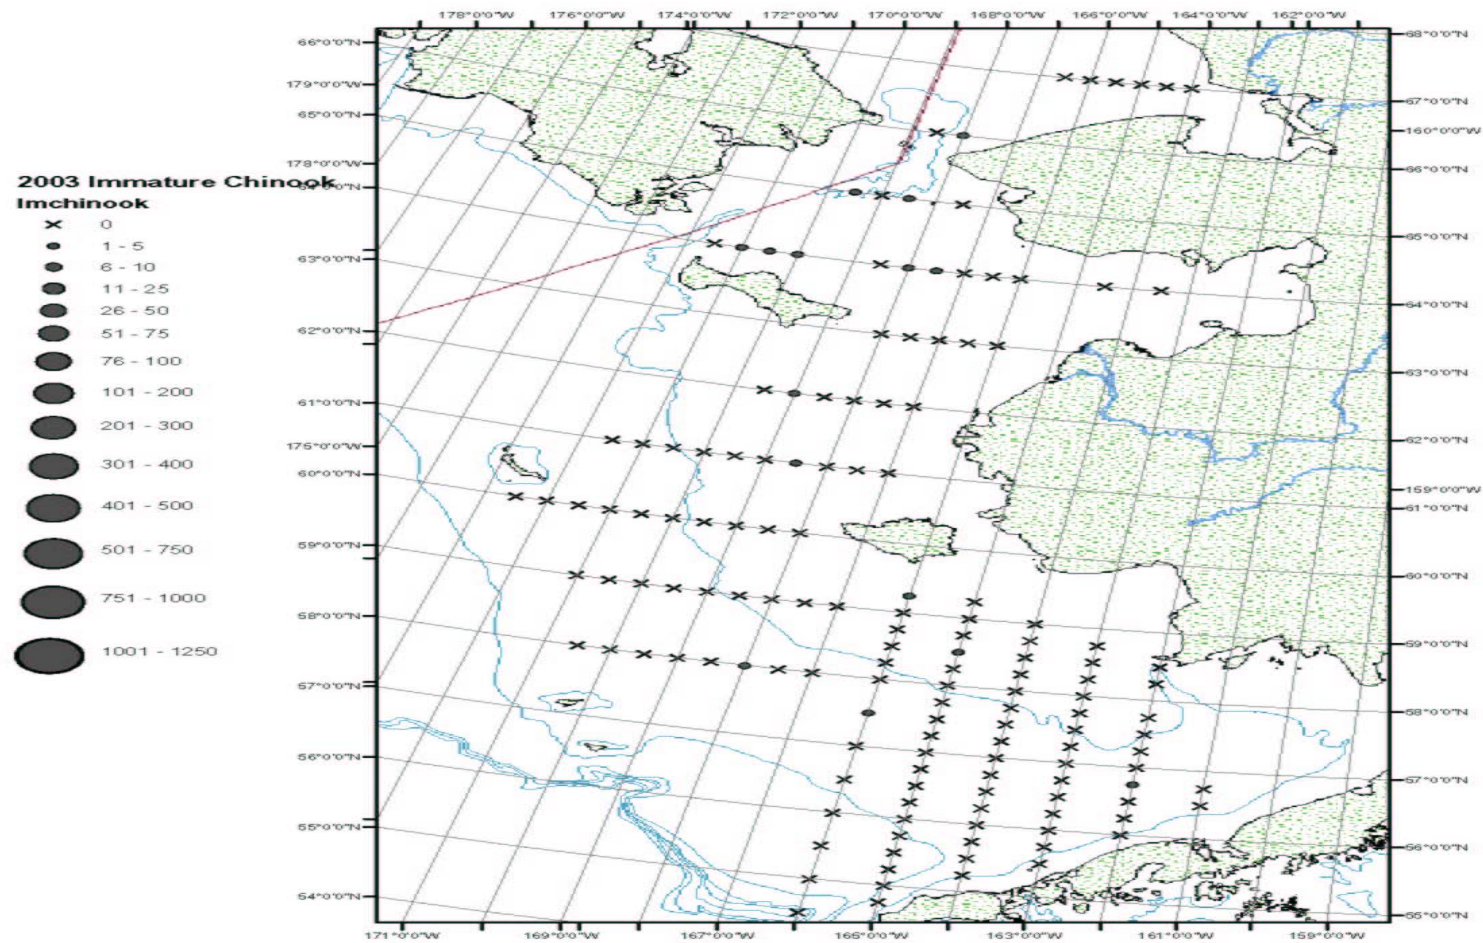 178°0'0"W 176°0'0"W 174°0'0"W 172°0'0"W 170°0'0"W 168°0'0"W 166°0'0"W 164°0'0"W 162°0'0"W
66°0'0"N
179°0'0"W
65°0'0"N
178°0'0"W
64°0'0"N
63°0'0"N
62°0'0"N
61°0'0"N
175°0'0"W
60°0'0"N
59°0'0"N
58°0'0"N
57°0'0"N
56°0'0"N
55°0'0"N
54°0'0"N
2003 Immature Chinook
Imchinook
0
1 - 5
6 - 10
11 - 25
26 - 50
51 - 75
76 - 100
101 - 200
201 - 300
301 - 400
401 - 500
501 - 750
751 - 1000
1001 - 1250
68°0'0"N
67°0'0"N
160°0'0"W
66°0'0"N
65°0'0"N
64°0'0"N
63°0'0"N
62°0'0"N
159°0'0"W
61°0'0"N
60°0'0"N
59°0'0"N
58°0'0"N
57°0'0"N
56°0'0"N
55°0'0"N
171°0'0"W 169°0'0"W 167°0'0"W 165°0'0"W 163°0'0"W 161°0'0"W 159°0'0"W